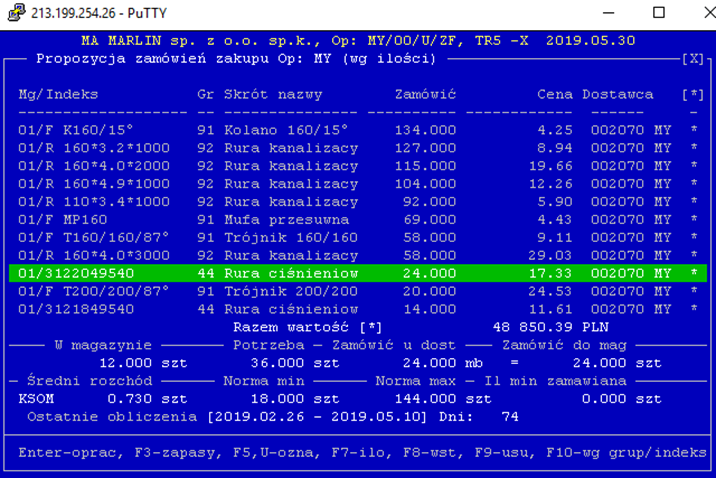 213.199.254.26 - PuTTY
MA MARLIN sp. z o.o. sp.k., Op: MY/OO/U/ZF, TR5 -X 2019.05.30
Propozycja zamówień zakupu Op: MY (wg ilości) [X]
Mg/Indeks Gr Skrót nazwy Zamówić Cena Dostawca [*]
01/F K160/15° 91 Kolano 160/15° 134.000 4.25 002070 MY *
01/R 160*3.2*1000 92 Rura kanalizacy 127.000 8.94 002070 MY *
01/R 160*4.0*2000 92 Rura kanalizacy 115.000 19.66 002070 MY *
01/R 160*4.9*1000 92 Rura kanalizacy 104.000 12.26 002070 MY *
01/R 110*3.4*1000 92 Rura kanalizacy 92.000 5.90 002070 MY *
01/F MP160 91 Mufa przesuwna 69.000 4.43 002070 MY *
01/F T160/160/87° 91 Trójnik 160/160 58.000 9.11 002070 MY *
01/R 160*4.0*3000 92 Rura kanalizacy 58.000 29.03 002070 MY *
01/3122049540 44 Rura ciśnieniow 24.000 17.33 002070 MY *
01/F T200/200/87° 91 Trójnik 200/200 20.000 24.53 002070 MY *
01/3121849540 44 Rura ciśnieniow 14.000 11.61 002070 MY *
Razem wartość [*] 48 850.39 PLN
W magazynie Potrzeba – Zamówić u dost Zamówić do mag
12.000 szt 36.000 szt 24.000 mb = 24.000 szt
Średni rozchód Norma min Norma max – Il min zamawiana
KSOM 0.730 szt 18.000 szt 144.000 szt 0.000 szt
Ostatnie obliczenia [2019.02.26 - 2019.05.10] Dni: 74
Enter-oprac, F3-zapasy, F5,U-ozna, F7-ilo, F8-wst, F9-usu, F10-wg grup/indeks